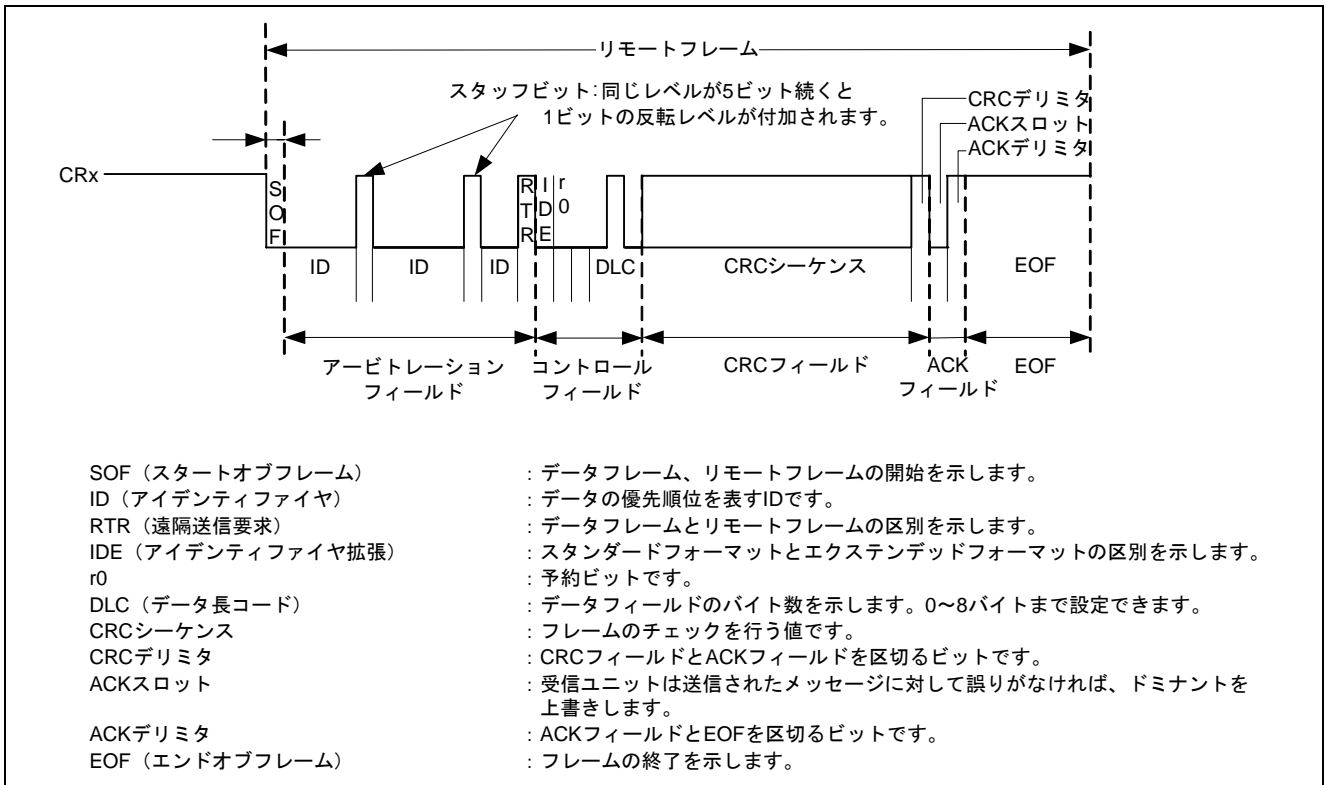 リモートフレーム
スタッフビット:同じレベルが5ビット続くと
1ビットの反転レベルが付加されます。
CRCデリミタ
ACKスロット
ACKデリミタ
CRx
SOF
RTR
IDE
r0
ID
ID
ID
DLC
CRCシーケンス
EOF
アービトレーション
フィールド
コントロール
フィールド
CRCフィールド
ACK
フィールド
EOF
SOF（スタートオブフレーム）：データフレーム、リモートフレームの開始を示します。
ID（アイデンティファイヤ）：データの優先順位を表すIDです。
RTR（遠隔送信要求）：データフレームとリモートフレームの区別を示します。
IDE（アイデンティファイヤ拡張）：スタンダードフォーマットとエクステンデッドフォーマットの区別を示します。
r0：予約ビットです。
DLC（データ長コード）：データフィールドのバイト数を示します。0～8バイトまで設定できます。
CRCシーケンス：フレームのチェックを行う値です。
CRCデリミタ：CRCフィールドとACKフィールドを区切るビットです。
ACKスロット：受信ユニットは送信されたメッセージに対して誤りがなければ、ドミナントを
上書きします。
ACKデリミタ：ACKフィールドとEOFを区切るビットです。
EOF（エンドオブフレーム）：フレームの終了を示します。